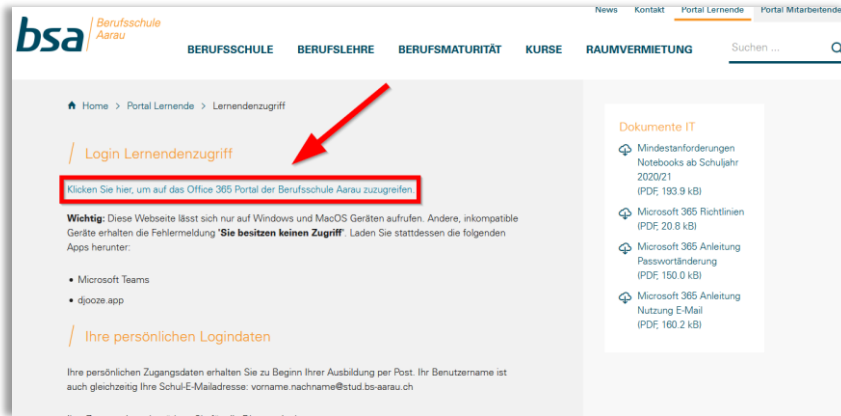 News Kontakt Portal Lernende Portal Mitarbeitende
bsa Berufsschule
Aarau
BERUFSSCHULE BERUFSLEHRE BERUFSMATURITÄT KURSE RAUMVERMIETUNG Suchen ...
Home > Portal Lernende > Lernendenzugriff
Login Lernendenzugriff
Klicken Sie hier, um auf das Office 365 Portal der Berufsschule Aarau zuzugreifen.
Wichtig: Diese Webseite lässt sich nur auf Windows und MacOS Geräten aufrufen. Andere, inkompatible
Geräte erhalten die Fehlermeldung "Sie besitzen keinen Zugriff". Laden Sie stattdessen die folgenden
Apps herunter:
• Microsoft Teams
• djooze.app
Ihre persönlichen Logindaten
Ihre persönlichen Zugangsdaten erhalten Sie zu Beginn Ihrer Ausbildung per Post. Ihr Benutzername ist
auch gleichzeitig Ihre Schul-E-Mailadresse: vorname.nachname@stud.bs-aarau.ch
Dokumente IT
Mindestanforderungen
Notebooks ab Schuljahr
2020/21
(PDF, 193.9 kB)
Microsoft 365 Richtlinien
(PDF, 20.8 kB)
Microsoft 365 Anleitung
Passwortänderung
(PDF, 150.0 kB)
Microsoft 365 Anleitung
Nutzung E-Mail
(PDF, 160.2 kB)